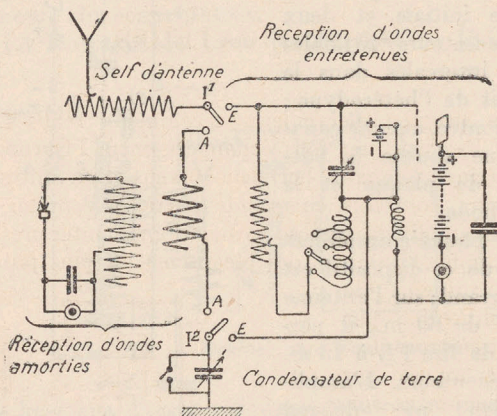 Réception d'ondes
entretenues
Self d'antenne
I¹
E
A
+
-
+
-
A
I²
E
Réception d'ondes
amorties
Condensateur de terre